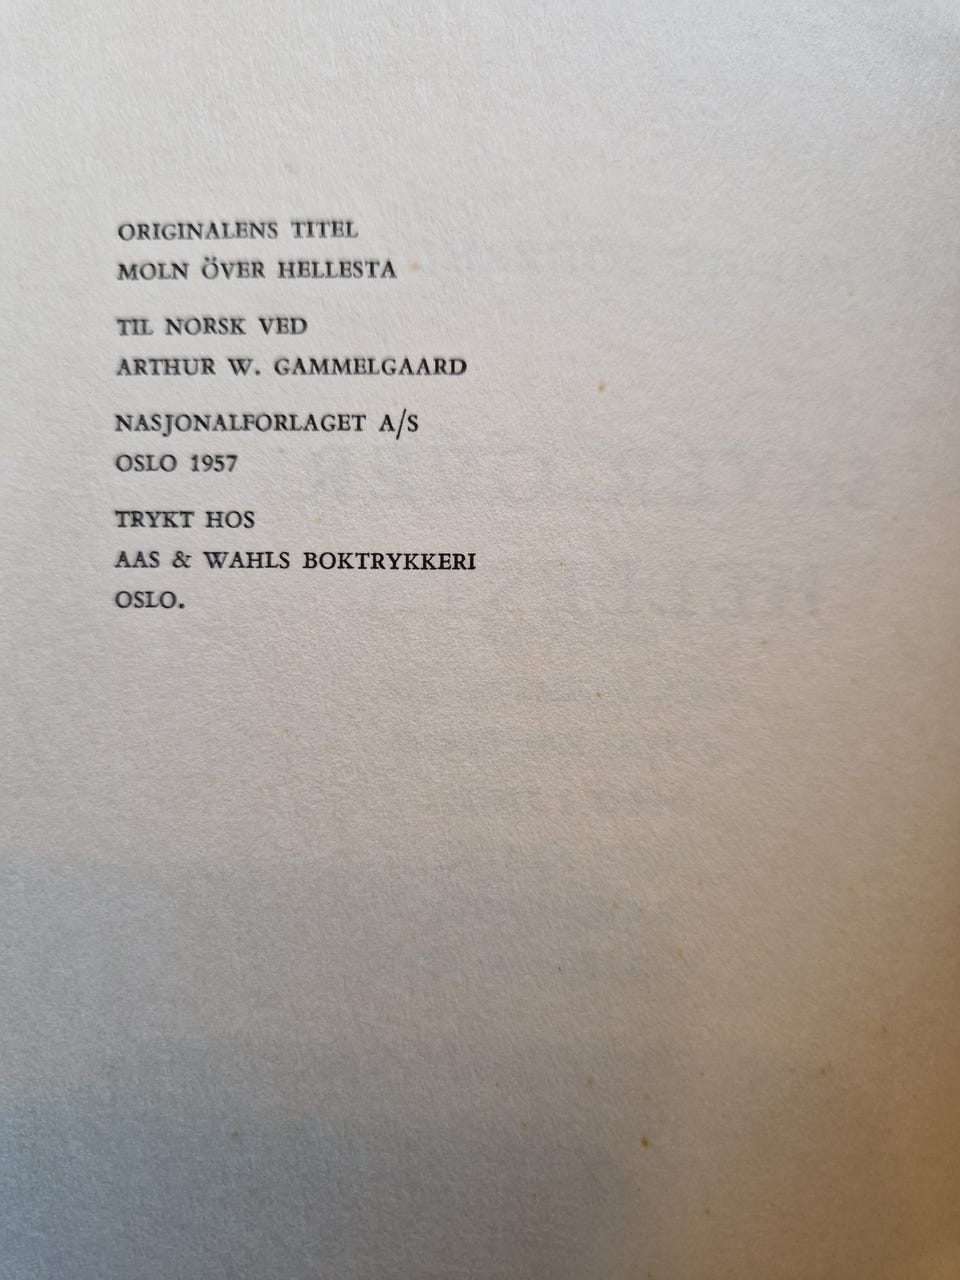 ORIGINALENS TITEL
MOLN ÖVER HELLESTA
TIL NORSK VED
ARTHUR W. GAMMELGAARD
NASJONALFORLAGET A/S
OSLO 1957
TRYKT HOS
AAS & WAHLS BOKTRYKKERI
OSLO.